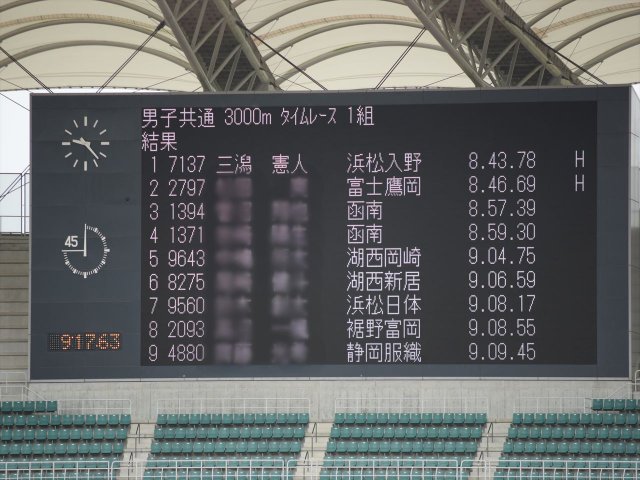 男子共通 3000m ﾀｲﾑﾚｰｽ 1組
結果
1 7137 三潟 憲人 浜松入野 8.43.78 H
2 2797 富士鷹岡 8.46.69 H
3 1394 函南 8.57.39
4 1371 函南 8.59.30
5 9643 湖西岡崎 9.04.75
6 8275 湖西新居 9.06.59
7 9560 浜松日体 9.08.17
8 2093 裾野富岡 9.08.55
9 4880 静岡服織 9.09.45
45
91763